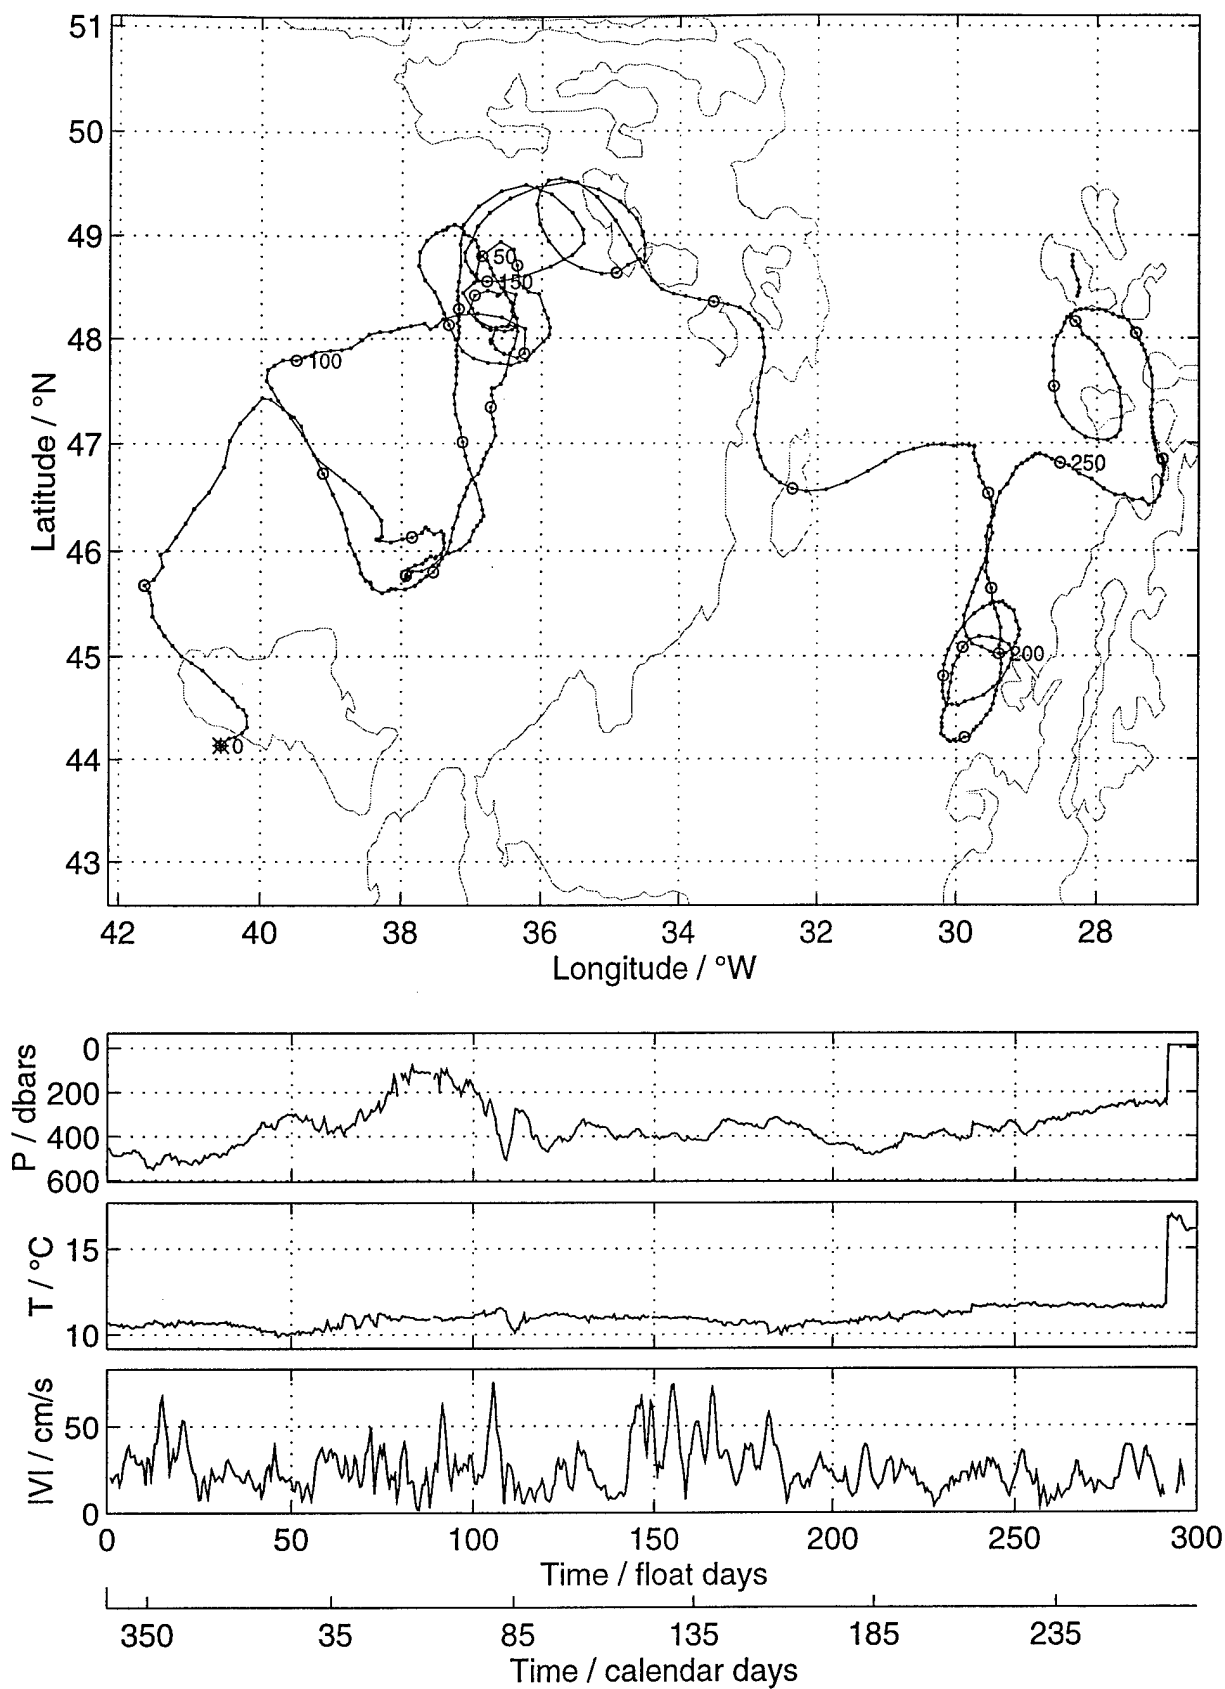 51
50
49
48
47
46
45
44
43
Latitude / °N
50
150
100
0
250
200
42 40 38 36 34 32 30 28
Longitude / °W
0
200
400
600
P / dbars
15
10
T / °C
50
0
|V| / cm/s
0 50 100 150 200 250 300
Time / float days
350 35 85 135 185 235
Time / calendar days